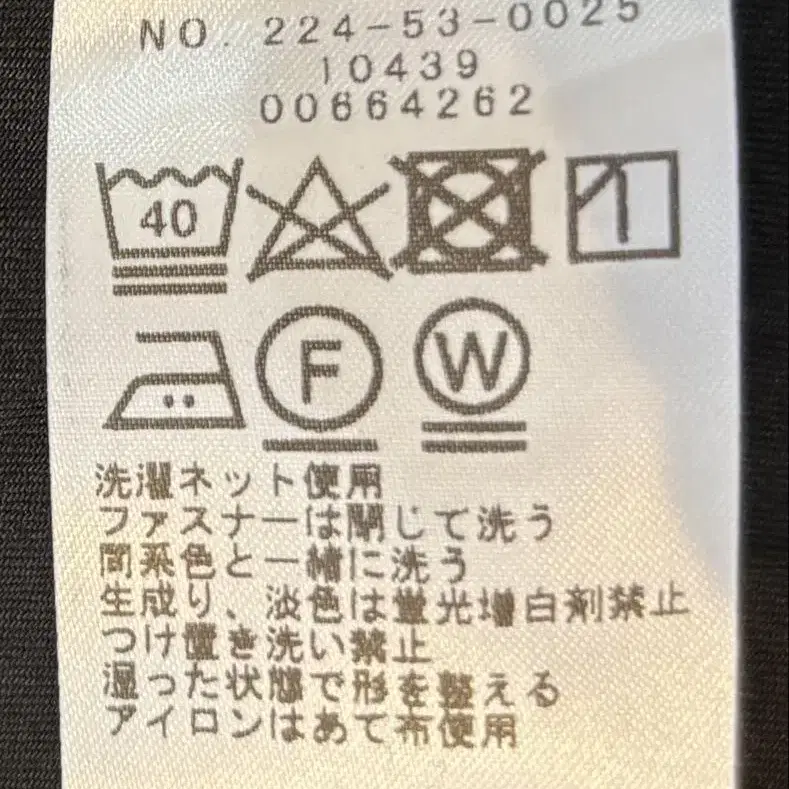 NO. 224-53-0025
10439
00664262
40
F W
洗濯ネット使用
ファスナーは閉じて洗う
同系色と一緒に洗う
生成り、淡色は蛍光増白剤禁止
つけ置き洗い禁止
湿った状態で形を整える
アイロンはあて布使用